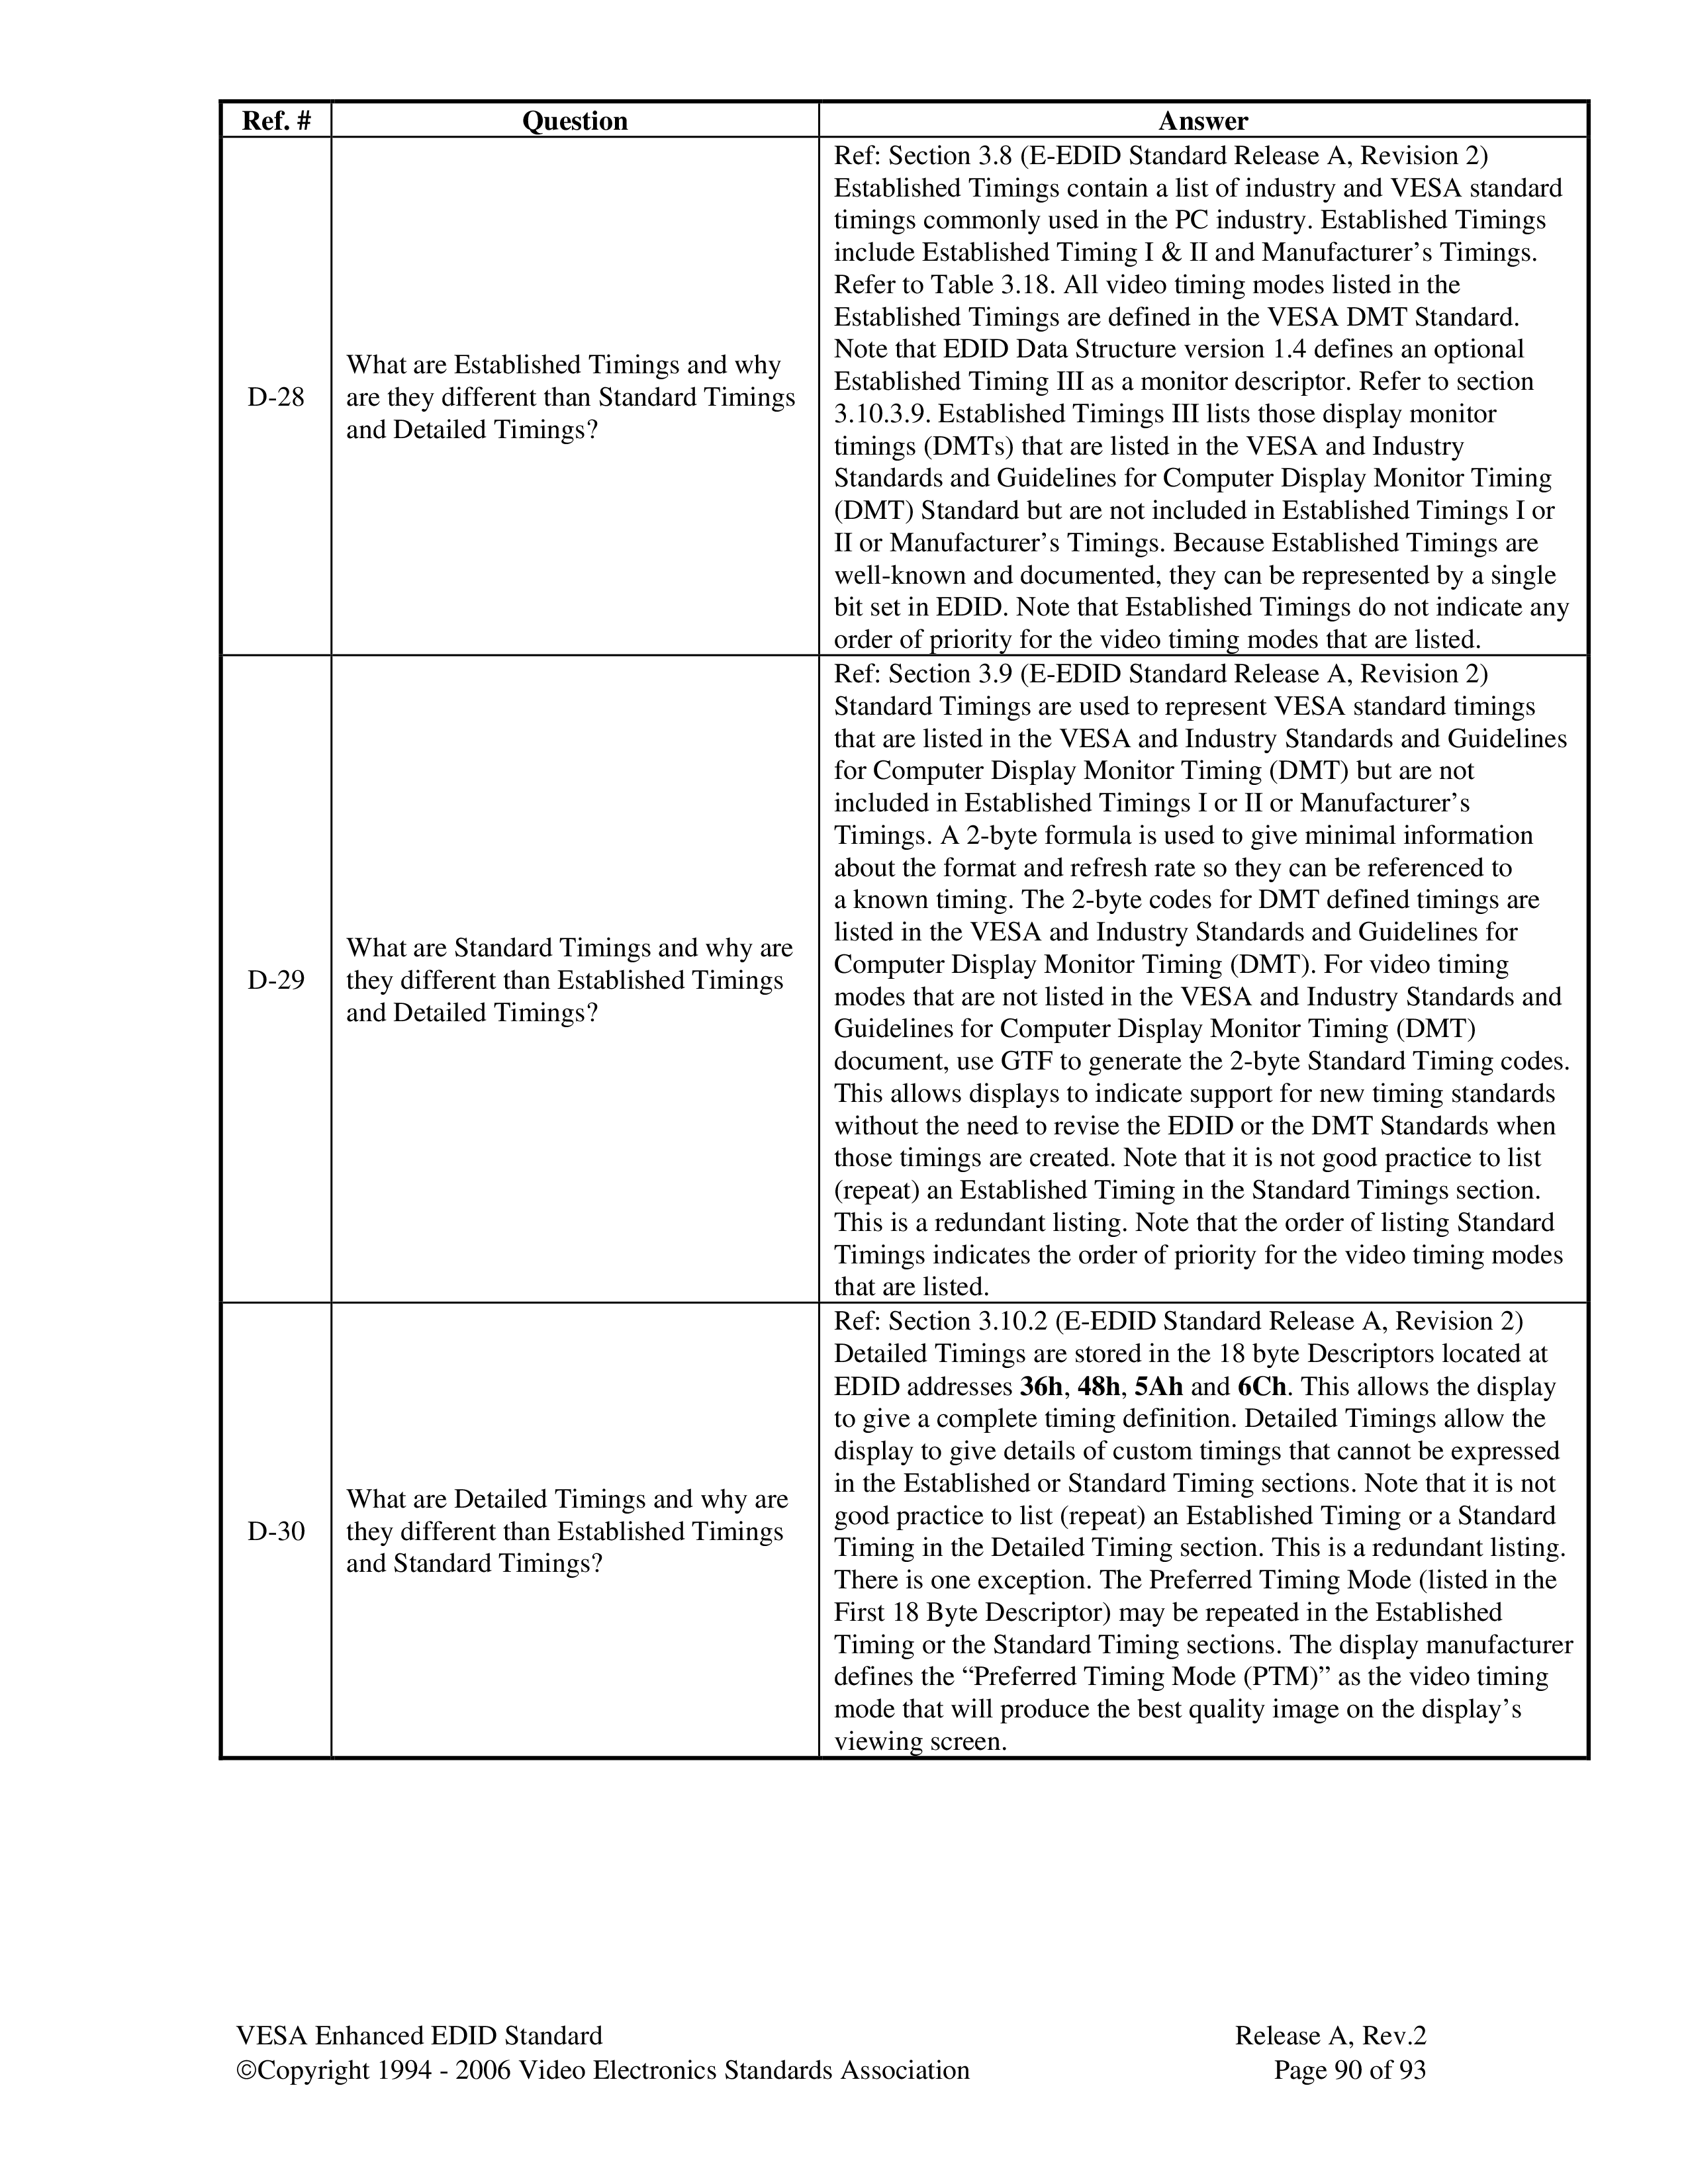 Ref. # Question Answer
D-28
What are Established Timings and why
are they different than Standard Timings
and Detailed Timings?
Ref: Section 3.8 (E-EDID Standard Release A, Revision 2)
Established Timings contain a list of industry and VESA standard
timings commonly used in the PC industry. Established Timings
include Established Timing I & II and Manufacturer’s Timings.
Refer to Table 3.18. All video timing modes listed in the
Established Timings are defined in the VESA DMT Standard.
Note that EDID Data Structure version 1.4 defines an optional
Established Timing III as a monitor descriptor. Refer to section
3.10.3.9. Established Timings III lists those display monitor
timings (DMTs) that are listed in the VESA and Industry
Standards and Guidelines for Computer Display Monitor Timing
(DMT) Standard but are not included in Established Timings I or
II or Manufacturer’s Timings. Because Established Timings are
well-known and documented, they can be represented by a single
bit set in EDID. Note that Established Timings do not indicate any
order of priority for the video timing modes that are listed.
D-29
What are Standard Timings and why are
they different than Established Timings
and Detailed Timings?
Ref: Section 3.9 (E-EDID Standard Release A, Revision 2)
Standard Timings are used to represent VESA standard timings
that are listed in the VESA and Industry Standards and Guidelines
for Computer Display Monitor Timing (DMT) but are not
included in Established Timings I or II or Manufacturer’s
Timings. A 2-byte formula is used to give minimal information
about the format and refresh rate so they can be referenced to
a known timing. The 2-byte codes for DMT defined timings are
listed in the VESA and Industry Standards and Guidelines for
Computer Display Monitor Timing (DMT). For video timing
modes that are not listed in the VESA and Industry Standards and
Guidelines for Computer Display Monitor Timing (DMT)
document, use GTF to generate the 2-byte Standard Timing codes.
This allows displays to indicate support for new timing standards
without the need to revise the EDID or the DMT Standards when
those timings are created. Note that it is not good practice to list
(repeat) an Established Timing in the Standard Timings section.
This is a redundant listing. Note that the order of listing Standard
Timings indicates the order of priority for the video timing modes
that are listed.
D-30
What are Detailed Timings and why are
they different than Established Timings
and Standard Timings?
Ref: Section 3.10.2 (E-EDID Standard Release A, Revision 2)
Detailed Timings are stored in the 18 byte Descriptors located at
EDID addresses 36h, 48h, 5Ah and 6Ch. This allows the display
to give a complete timing definition. Detailed Timings allow the
display to give details of custom timings that cannot be expressed
in the Established or Standard Timing sections. Note that it is not
good practice to list (repeat) an Established Timing or a Standard
Timing in the Detailed Timing section. This is a redundant listing.
There is one exception. The Preferred Timing Mode (listed in the
First 18 Byte Descriptor) may be repeated in the Established
Timing or the Standard Timing sections. The display manufacturer
defines the “Preferred Timing Mode (PTM)” as the video timing
mode that will produce the best quality image on the display’s
viewing screen.
VESA Enhanced EDID Standard Release A, Rev.2
©Copyright 1994 - 2006 Video Electronics Standards Association Page 90 of 93